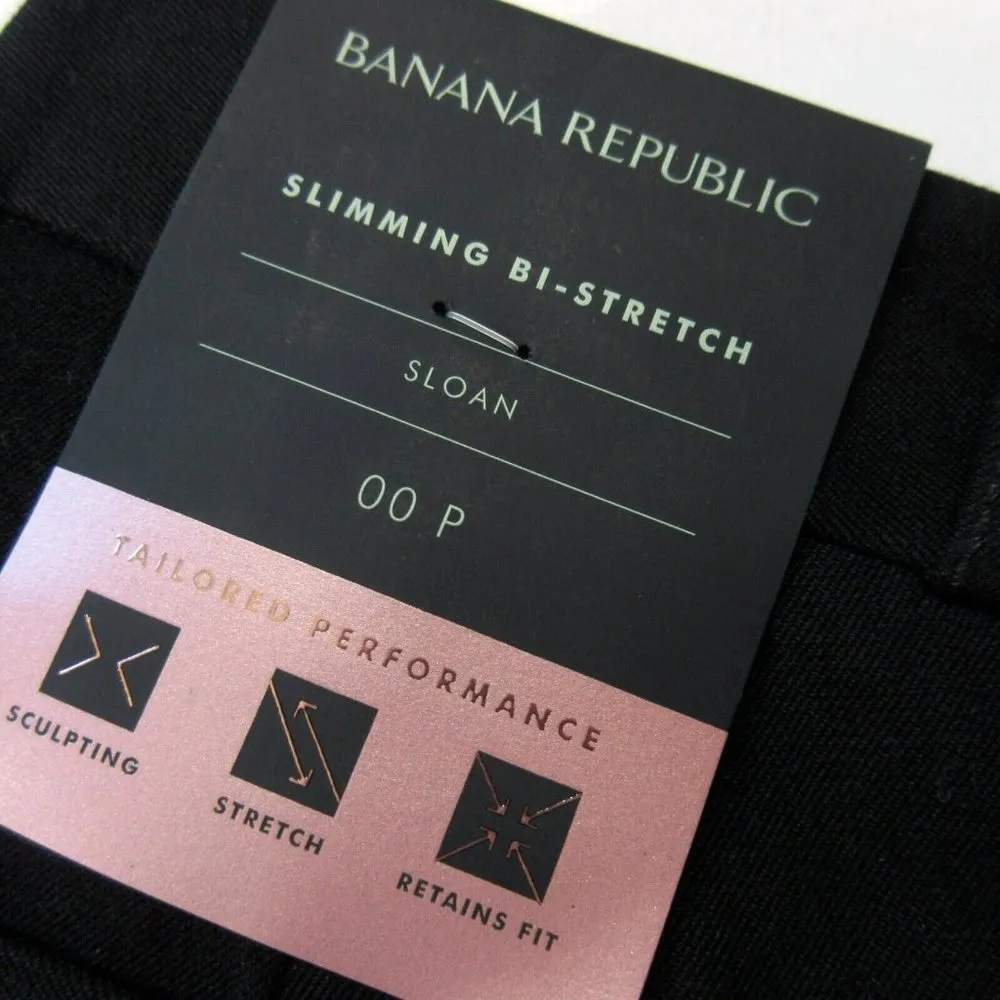 BANANA REPUBLIC
SLIMMING BI-STRETCH
SLOAN
00 P
TAILORED PERFORMANCE
SCULPTING
STRETCH
RETAINS FIT